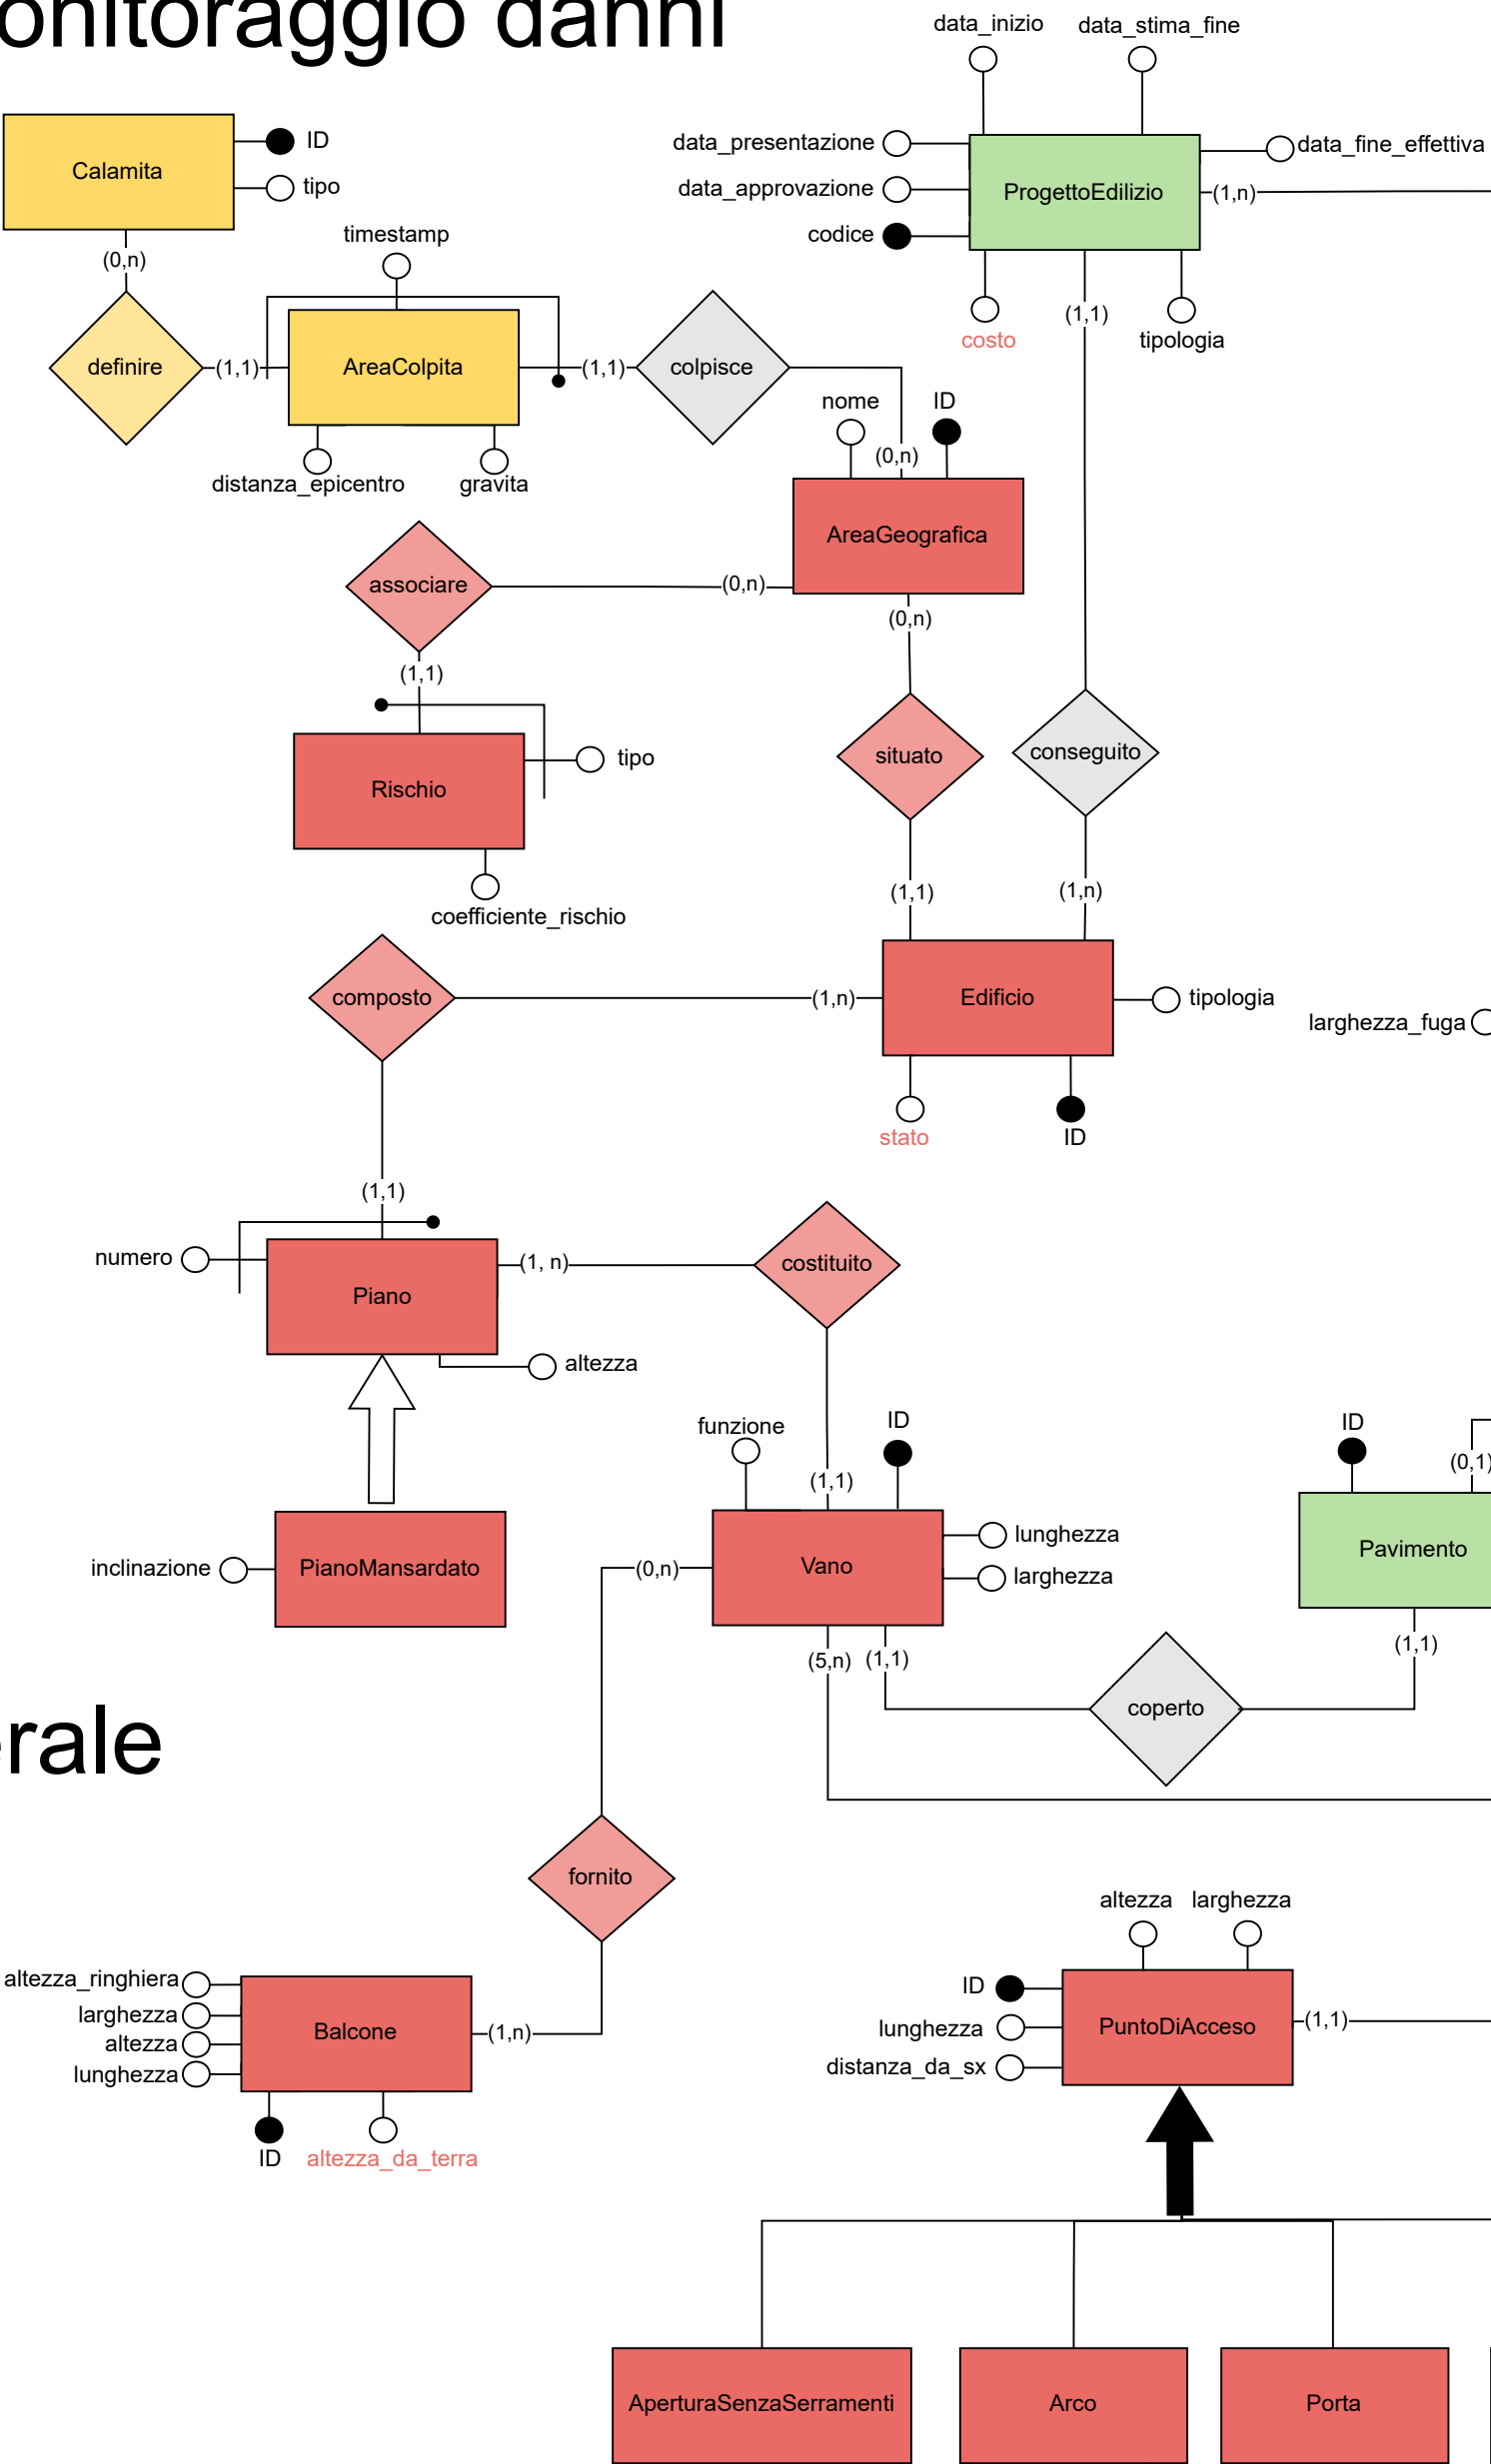 onitoraggio danni
data_inizio
data_stima_fine
Calamita
ID
tipo
data_presentazione
data_approvazione
codice
ProgettoEdilizio
data_fine_effettiva
(1,n)
(0,n)
timestamp
costo
(1,1)
tipologia
definire
(1,1)
AreaColpita
(1,1)
colpisce
distanza_epicentro
gravita
nome
ID
(0,n)
AreaGeografica
associare
(0,n)
(0,n)
(1,1)
Rischio
tipo
coefficiente_rischio
situato
conseguito
(1,1)
(1,n)
composto
(1,n)
Edificio
tipologia
larghezza_fuga
stato
ID
(1,1)
numero
Piano
(1, n)
costituito
altezza
funzione
ID
(1,1)
ID
(0,1)
inclinazione
PianoMansardato
(0,n)
Vano
lunghezza
larghezza
Pavimento
(5,n)
(1,1)
(1,1)
coperto
erale
fornito
altezza_ringhiera
larghezza
altezza
lunghezza
Balcone
(1,n)
ID
altezza_da_terra
altezza
larghezza
ID
lunghezza
distanza_da_sx
PuntoDiAcceso
(1,1)
AperturaSenzaSerramenti
Arco
Porta